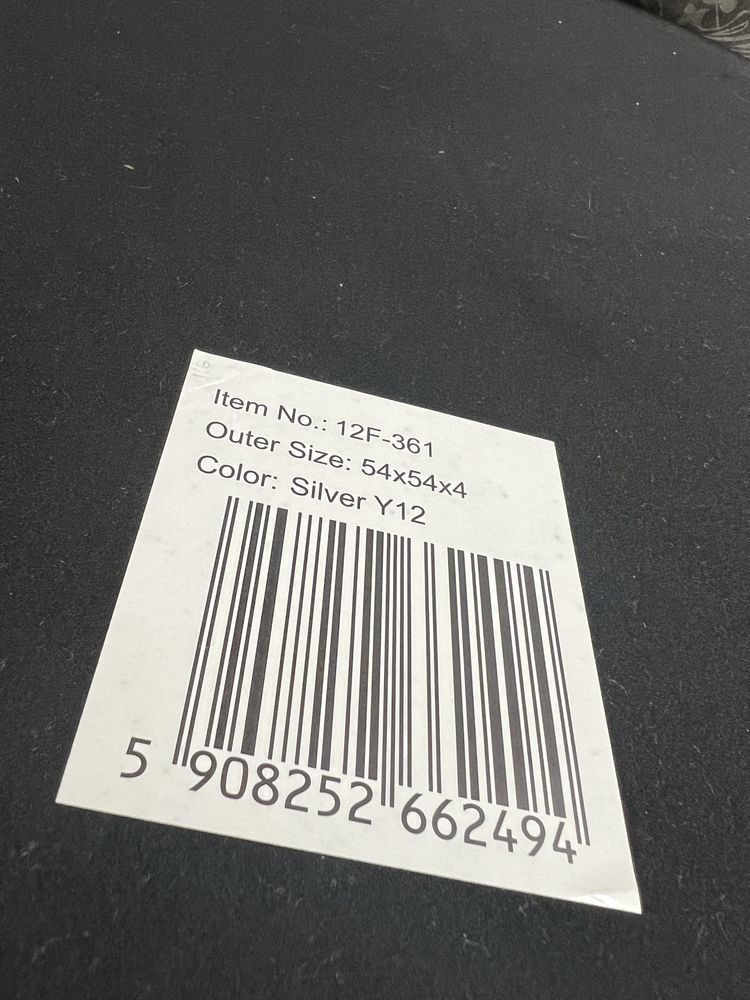 Item No.: 12F-361
Outer Size: 54x54x4
Color: Silver Y12
5 908252 662494